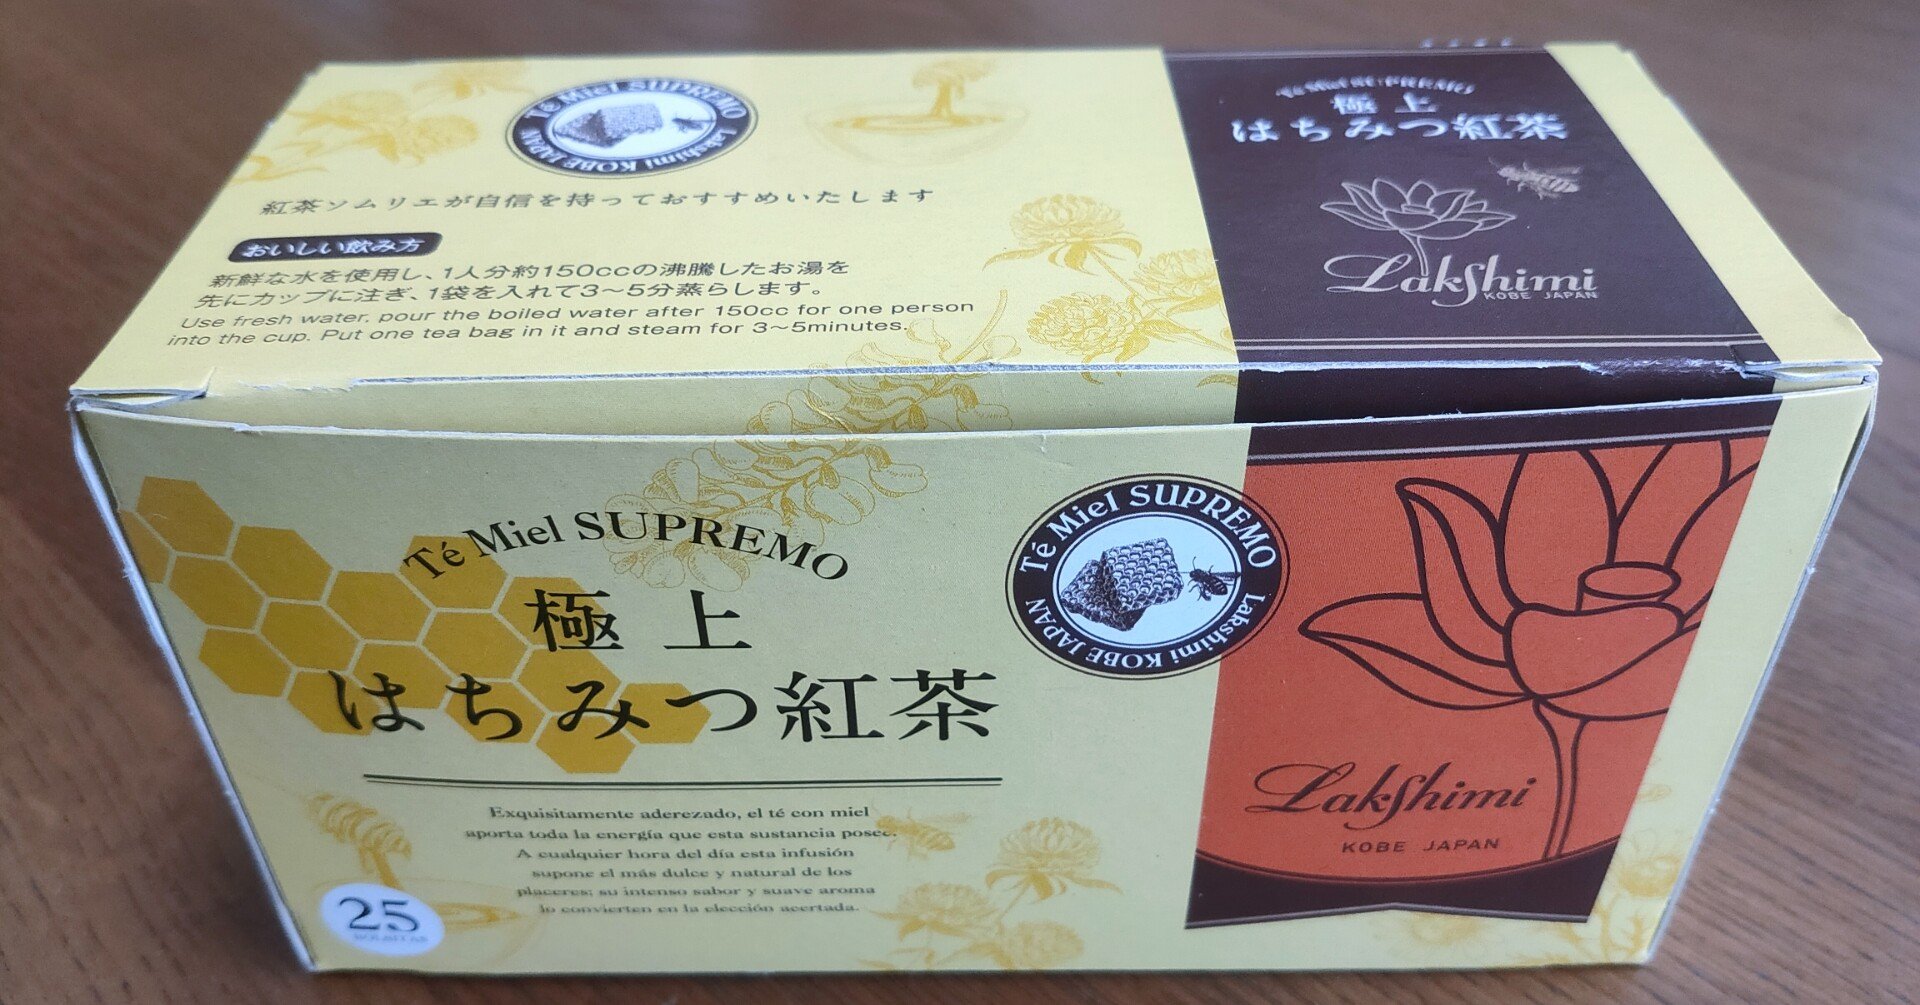 Té Miel SUPREMO
Lakshimi KOBE JAPAN
紅茶ソムリエが自信を持っておすすめいたします
おいしい飲み方
新鮮な水を使用し、1人分約150ccの沸騰したお湯を
先にカップに注ぎ、1袋を入れて3〜5分蒸らします。
Use fresh water, pour the boiled water after 150cc for one person
into the cup. Put one tea bag in it and steam for 3〜5minutes.
Té Miel SUPREMO
極上
はちみつ紅茶
Lakshimi
KOBE JAPAN
Té Miel SUPREMO
極上
はちみつ紅茶
Exquisitamente aderezado, el té con miel
aporta toda la energía que esta sustancia posee.
A cualquier hora del día esta infusión
supone el más dulce y natural de los
placeres; su intenso sabor y suave aroma
lo convierten en la elección acertada.
25
Té Miel SUPREMO
Lakshimi KOBE JAPAN
Lakshimi
KOBE JAPAN